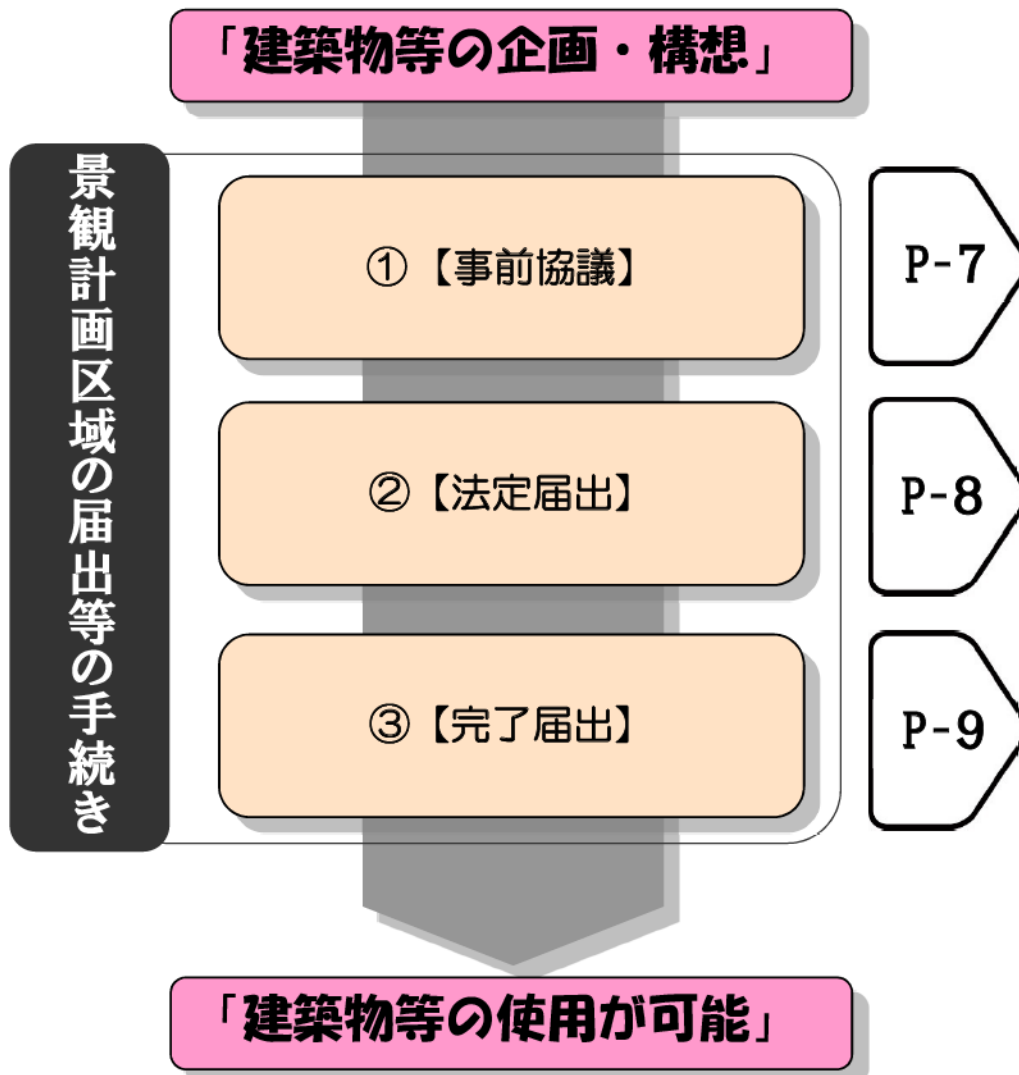 「建築物等の企画・構想」
景観計画区域の届出等の手続き
①【事前協議】
P-7
②【法定届出】
P-8
③【完了届出】
P-9
「建築物等の使用が可能」